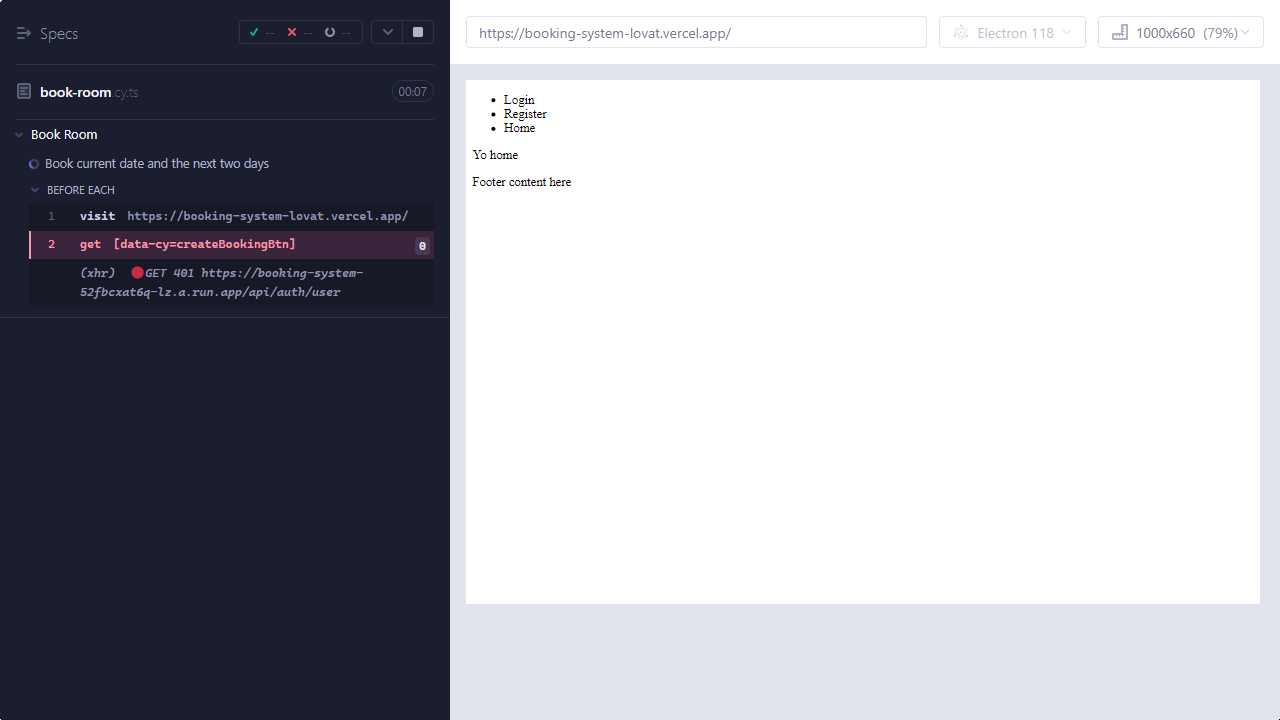 Specs
-- -- --
book-room.cy.ts 00:07
Book Room
Book current date and the next two days
BEFORE EACH
1 visit https://booking-system-lovat.vercel.app/
2 get [data-cy=createBookingBtn] 0
(xhr) GET 401 https://booking-system-
52fbcxat6q-lz.a.run.app/api/auth/user
https://booking-system-lovat.vercel.app/
Electron 118
1000x660 (79%)
• Login
• Register
• Home
Yo home
Footer content here